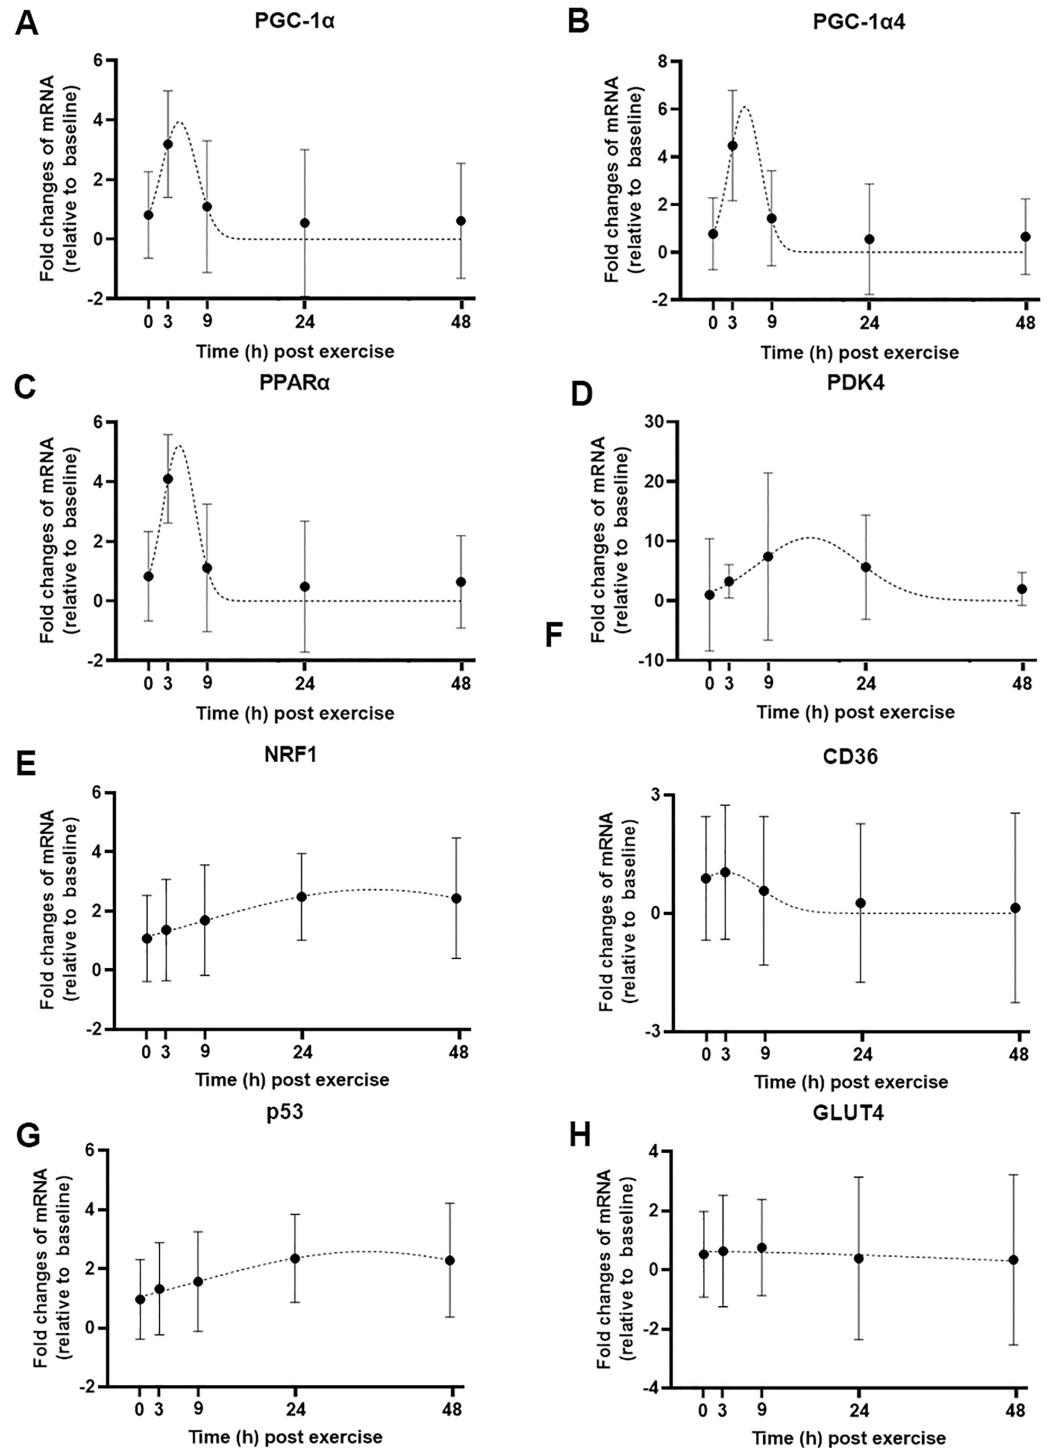 A
PGC-1α
Fold changes of mRNA
(relative to baseline)
6
4
2
0
-2
0 3 9 24 48
Time (h) post exercise
B
PGC-1α4
Fold changes of mRNA
(relative to baseline)
8
6
4
2
0
-2
0 3 9 24 48
Time (h) post exercise
C
PPARα
Fold changes of mRNA
(relative to baseline)
6
4
2
0
-2
0 3 9 24 48
Time (h) post exercise
D
PDK4
Fold changes of mRNA
(relative to baseline)
30
20
10
0
-10
0 3 9 24 48
Time (h) post exercise
E
NRF1
Fold changes of mRNA
(relative to baseline)
6
4
2
0
-2
0 3 9 24 48
Time (h) post exercise
F
CD36
Fold changes of mRNA
(relative to baseline)
3
0
-3
0 3 9 24 48
Time (h) post exercise
G
p53
Fold changes of mRNA
(relative to baseline)
6
4
2
0
-2
0 3 9 24 48
Time (h) post exercise
H
GLUT4
Fold changes of mRNA
(relative to baseline)
4
2
0
-2
-4
0 3 9 24 48
Time (h) post exercise